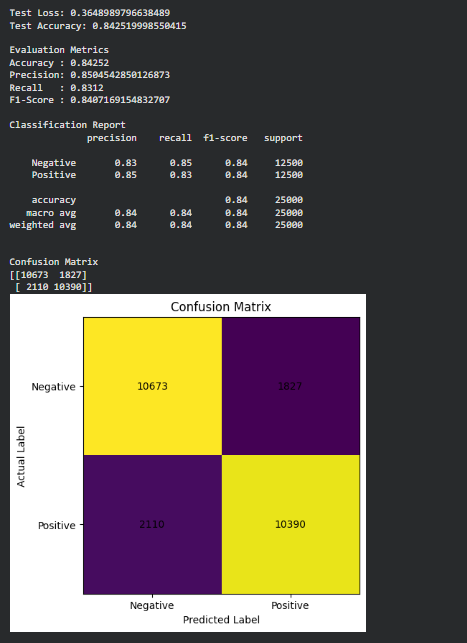 Test Loss: 0.3648989796638489
Test Accuracy: 0.842519998550415
Evaluation Metrics
Accuracy : 0.84252
Precision: 0.8504542850126873
Recall   : 0.8312
F1-Score : 0.8407169154832707
Classification Report
precision    recall  f1-score   support
Negative       0.83      0.85      0.84     12500
Positive       0.85      0.83      0.84     12500
accuracy                           0.84     25000
macro avg       0.84      0.84      0.84     25000
weighted avg       0.84      0.84      0.84     25000
Confusion Matrix
[[10673  1827]
[ 2110 10390]]
Confusion Matrix
Negative 10673 1827
Actual Label
Positive 2110 10390
Negative Positive
Predicted Label